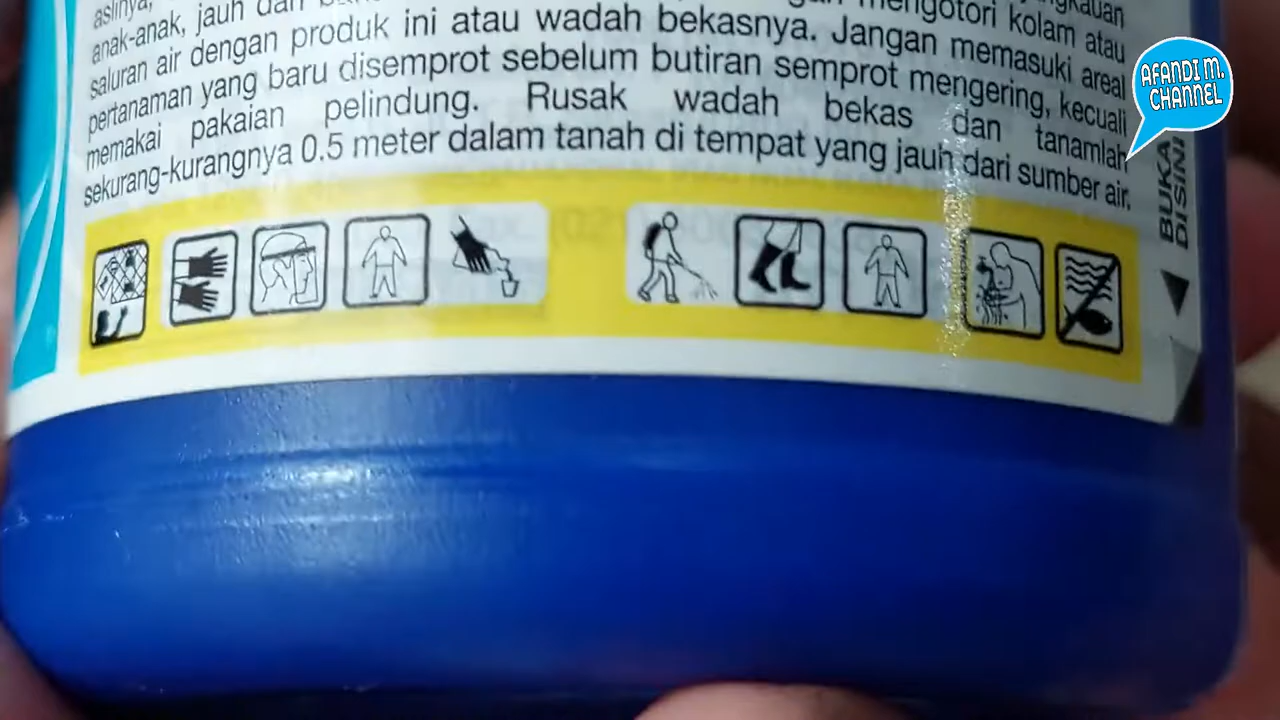 aslinya,
anak-anak, jauh dari mengotori kolam atau
saluran air dengan produk ini atau wadah bekasnya. Jangan memasuki areal
pertanaman yang baru disemprot sebelum butiran semprot mengering, kecuali
memakai pakaian pelindung. Rusak wadah bekas dan tanamlah
sekurang-kurangnya 0.5 meter dalam tanah di tempat yang jauh dari sumber air.
BUKA
DISINI
AFANDI M.
CHANNEL